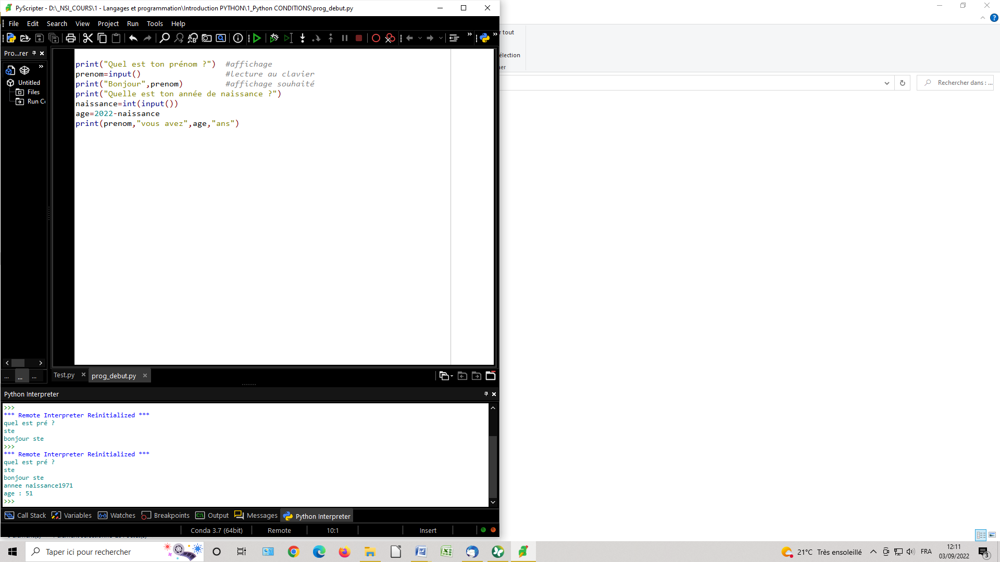 PyScripter - D:\_NSI_COURS\1 - Langages et programmation\Introduction PYTHON\1_Python CONDITIONS\prog_debut.py
File Edit Search View Project Run Tools Help
r tout
élection
Pro...rer
Rechercher dans : ...
print("Quel est ton prénom ?")  #affichage
prenom=input()                  #lecture au clavier
print("Bonjour",prenom)         #affichage souhaité
print("Quelle est ton année de naissance ?")
naissance=int(input())
age=2022-naissance
print(prenom,"vous avez",age,"ans")
Untitled
Files
Run C
... ... ...
Test.py prog_debut.py
Python Interpreter
>>>
*** Remote Interpreter Reinitialized ***
quel est pré ?
ste
bonjour ste
>>>
*** Remote Interpreter Reinitialized ***
quel est pré ?
ste
bonjour ste
annee naissance1971
age : 51
>>>
Call Stack Variables Watches Breakpoints Output Messages Python Interpreter
Conda 3.7 (64bit) Remote 10:1 Insert
Taper ici pour rechercher
21°C Très ensoleillé
FRA
12:11
03/09/2022
3